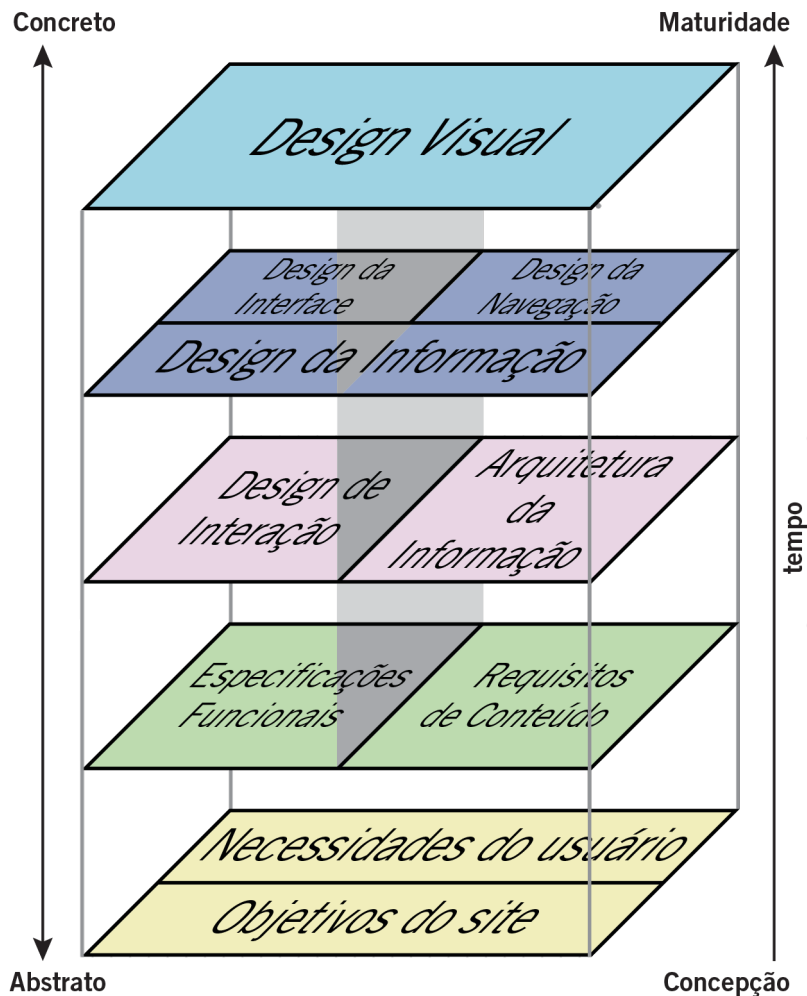 Concreto
Maturidade
Design Visual
Design da
Interface
Design da
Navegação
Design da Informação
Design de
Interação
Arquitetura
da
Informação
tempo
Especificações
Funcionais
Requisitos
de Conteúdo
Necessidades do usuário
Objetivos do site
Abstrato
Concepção